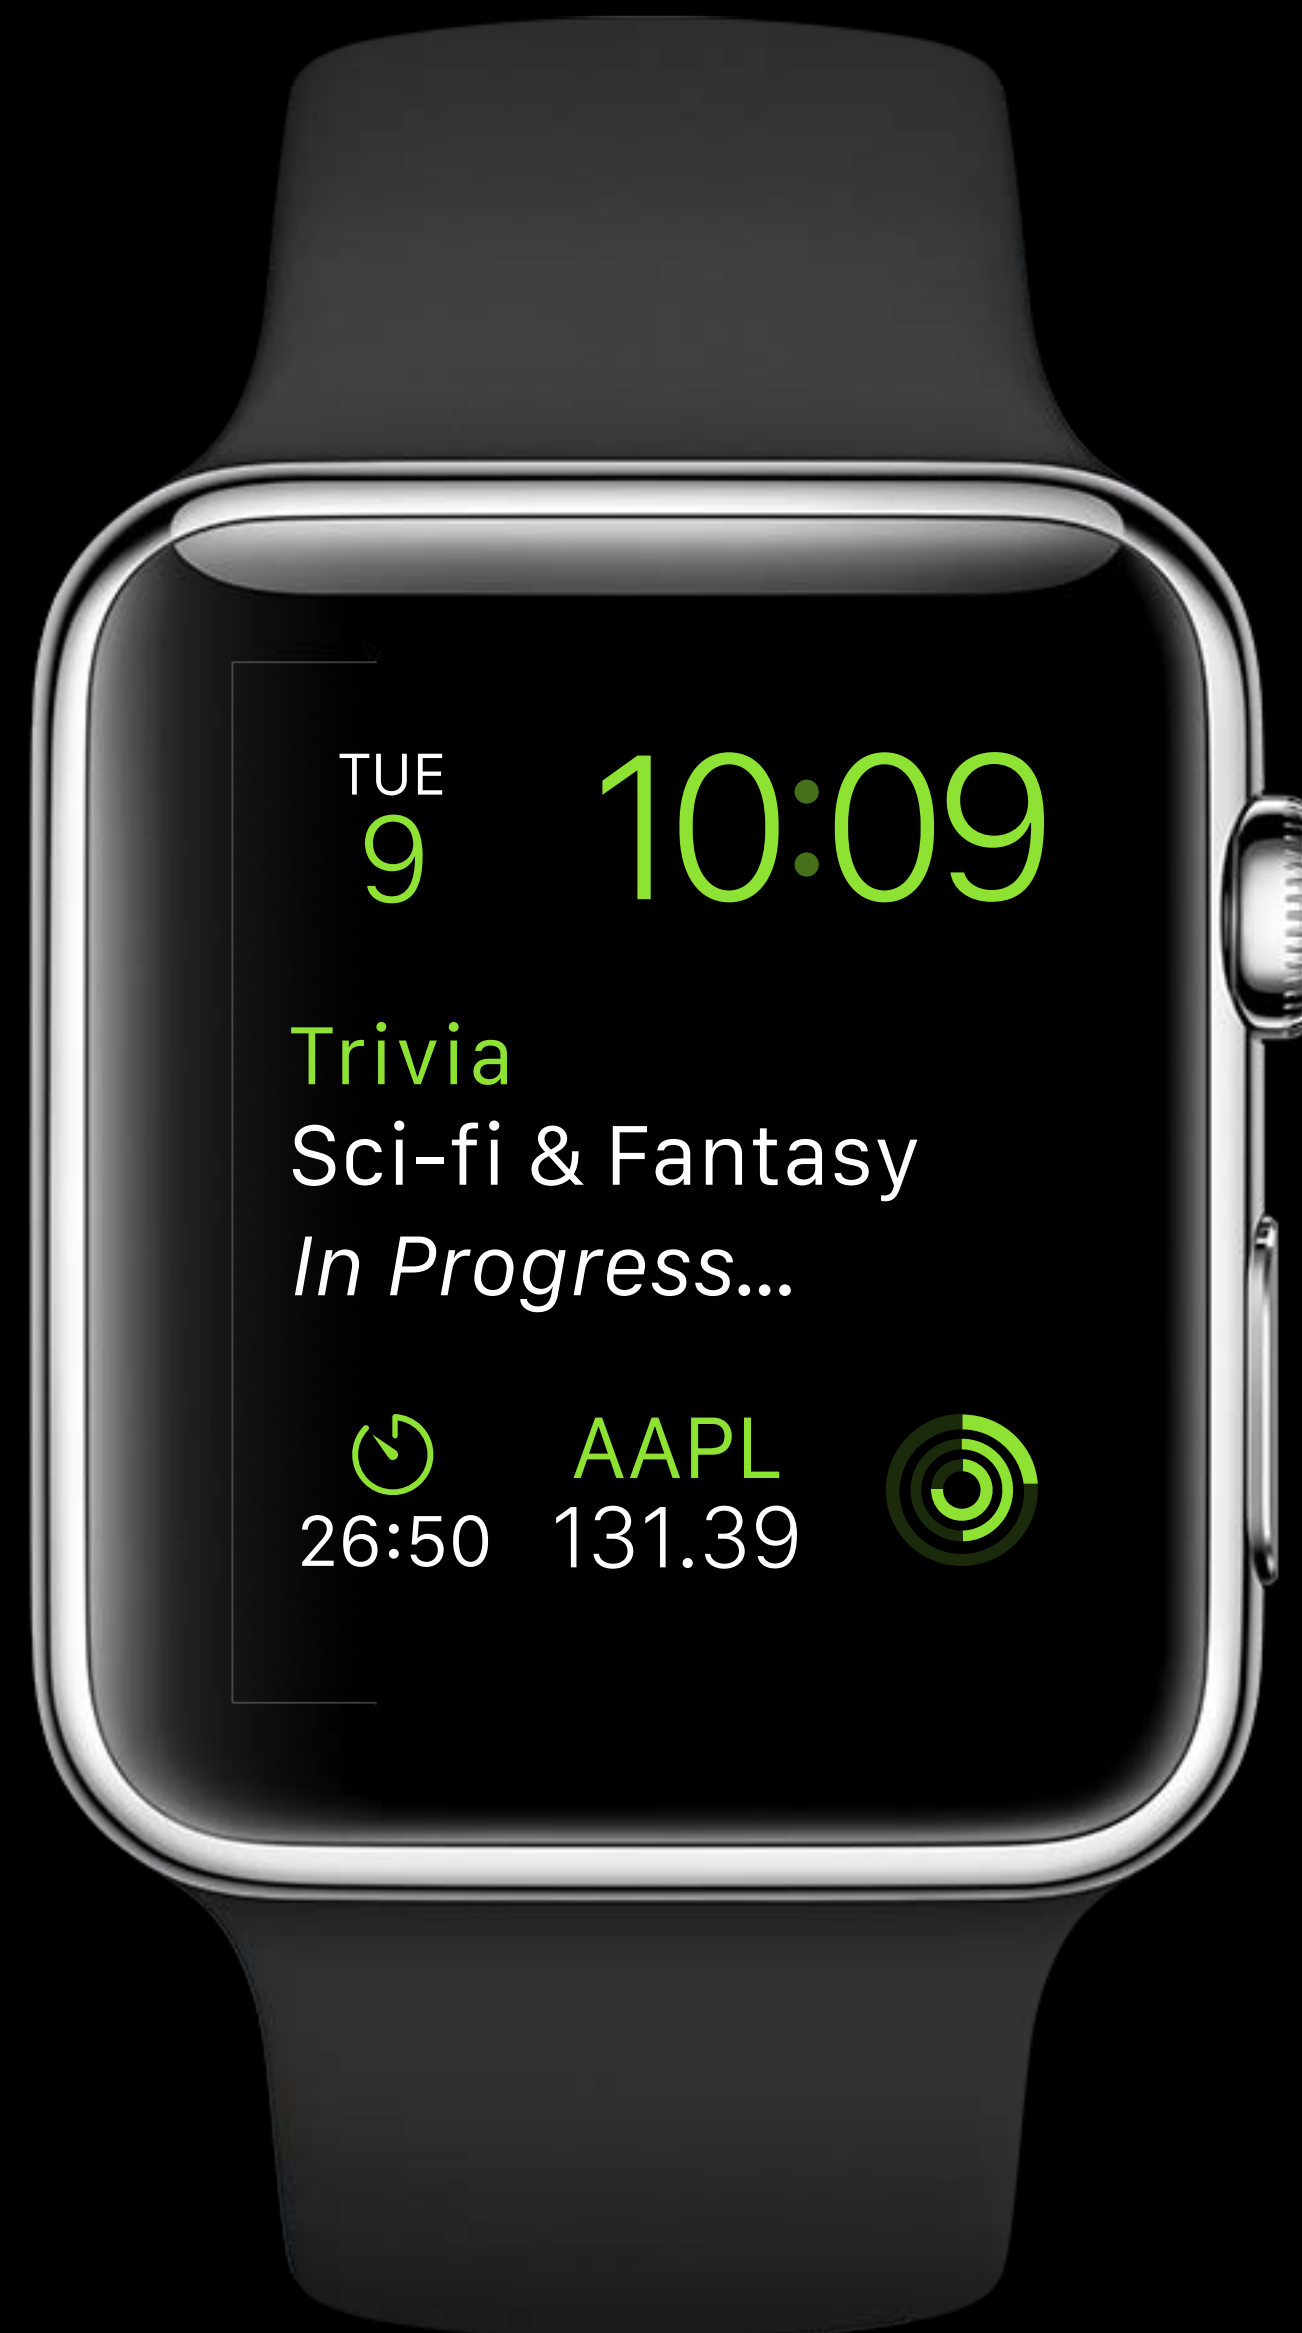 TUE
9
10:09
Trivia
Sci-fi & Fantasy
In Progress...
26:50
AAPL
131.39